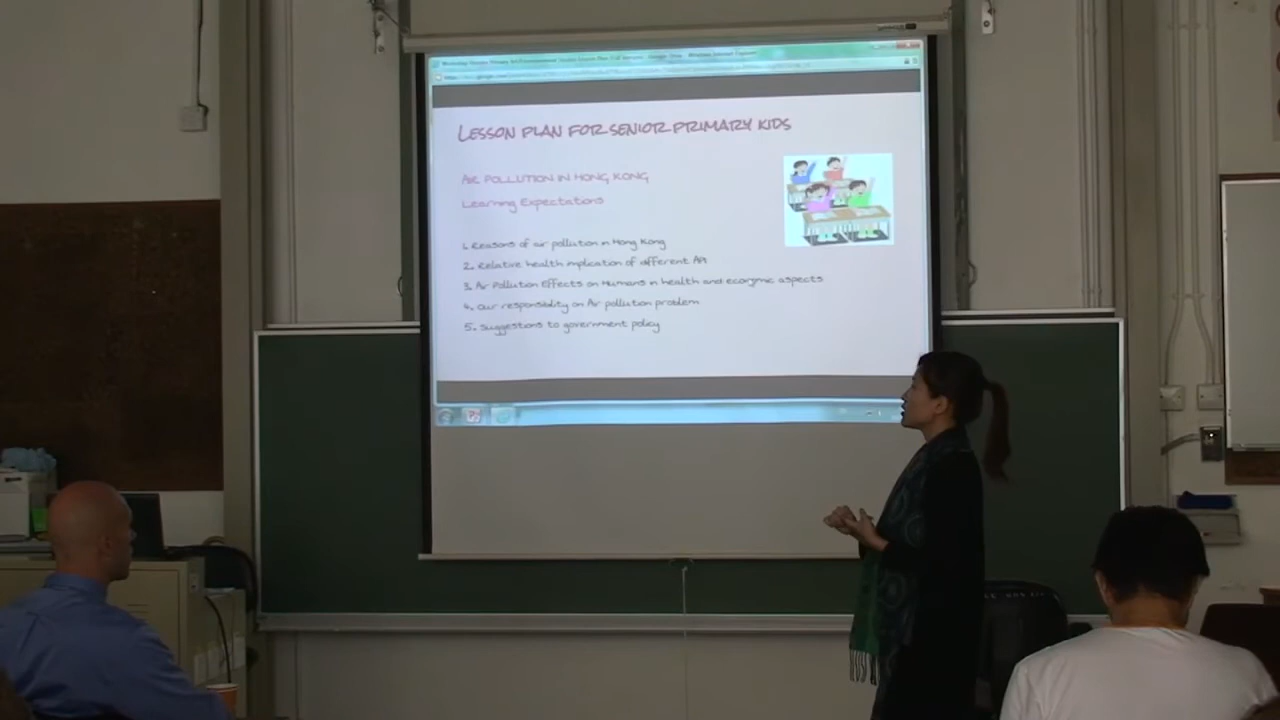 LESSON PLAN FOR SENIOR PRIMARY KIDS
AIR POLLUTION IN HONG KONG
Learning Expectations
1. Reasons of air pollution in Hong Kong
2. Relative health implication of different API
3. Air Pollution Effects on Humans in health and economic aspects
4. Our responsibility on Air pollution problem
5. Suggestions to government policy